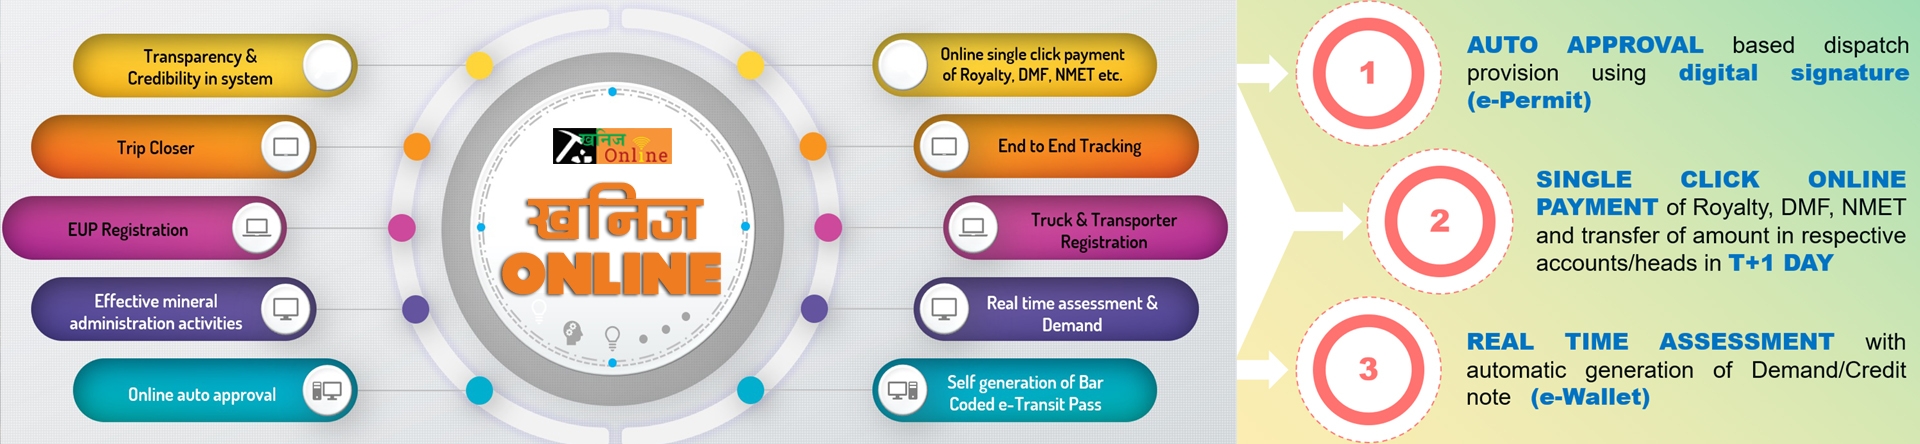 Transparency &
Credibility in system
Trip Closer
EUP Registration
Effective mineral
administration activities
Online auto approval
खनिज
Online
खनिज
ONLINE
Online single click payment
of Royalty, DMF, NMET etc.
End to End Tracking
Truck & Transporter
Registration
Real time assessment &
Demand
Self generation of Bar
Coded e-Transit Pass
1
AUTO APPROVAL based dispatch
provision using digital signature
(e-Permit)
2
SINGLE CLICK ONLINE
PAYMENT of Royalty, DMF, NMET
and transfer of amount in respective
accounts/heads in T+1 DAY
3
REAL TIME ASSESSMENT with
automatic generation of Demand/Credit
note (e-Wallet)